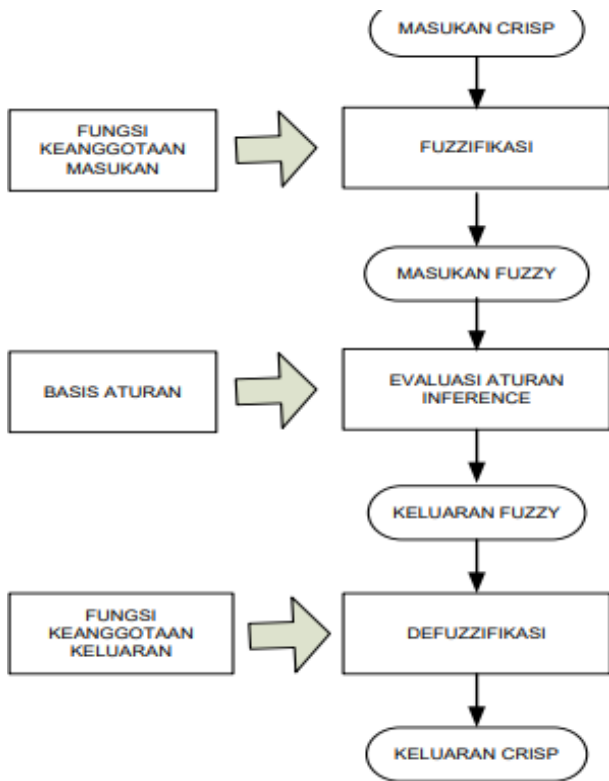 MASUKAN CRISP
FUNGSI
KEANGGOTAAN
MASUKAN
FUZZIFIKASI
MASUKAN FUZZY
BASIS ATURAN
EVALUASI ATURAN
INFERENCE
KELUARAN FUZZY
FUNGSI
KEANGGOTAAN
KELUARAN
DEFUZZIFIKASI
KELUARAN CRISP